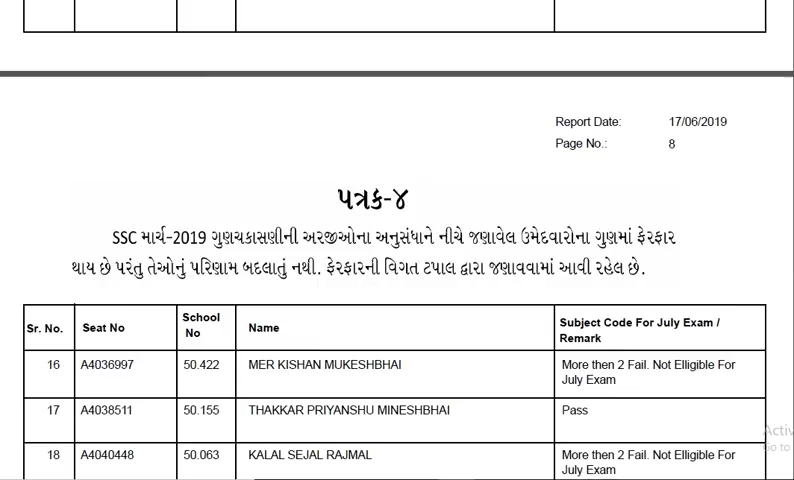 Report Date: 17/06/2019
Page No.: 8
પત્રક-૪
SSC માર્ચ-2019 ગુણચકાસણીની અરજીઓના અનુસંધાને નીચે જણાવેલ ઉમેદવારોના ગુણમાં ફેરફાર
થાય છે પરંતુ તેઓનું પરિણામ બદલાતું નથી. ફેરફારની વિગત ટપાલ દ્વારા જણાવવામાં આવી રહેલ છે.
Sr. No. Seat No School No Name Subject Code For July Exam / Remark
16 A4036997 50.422 MER KISHAN MUKESHBHAI More then 2 Fail. Not Elligible For
July Exam
17 A4038511 50.155 THAKKAR PRIYANSHU MINESHBHAI Pass
Activ
Go to
18 A4040448 50.063 KALAL SEJAL RAJMAL More then 2 Fail. Not Elligible For
July Exam